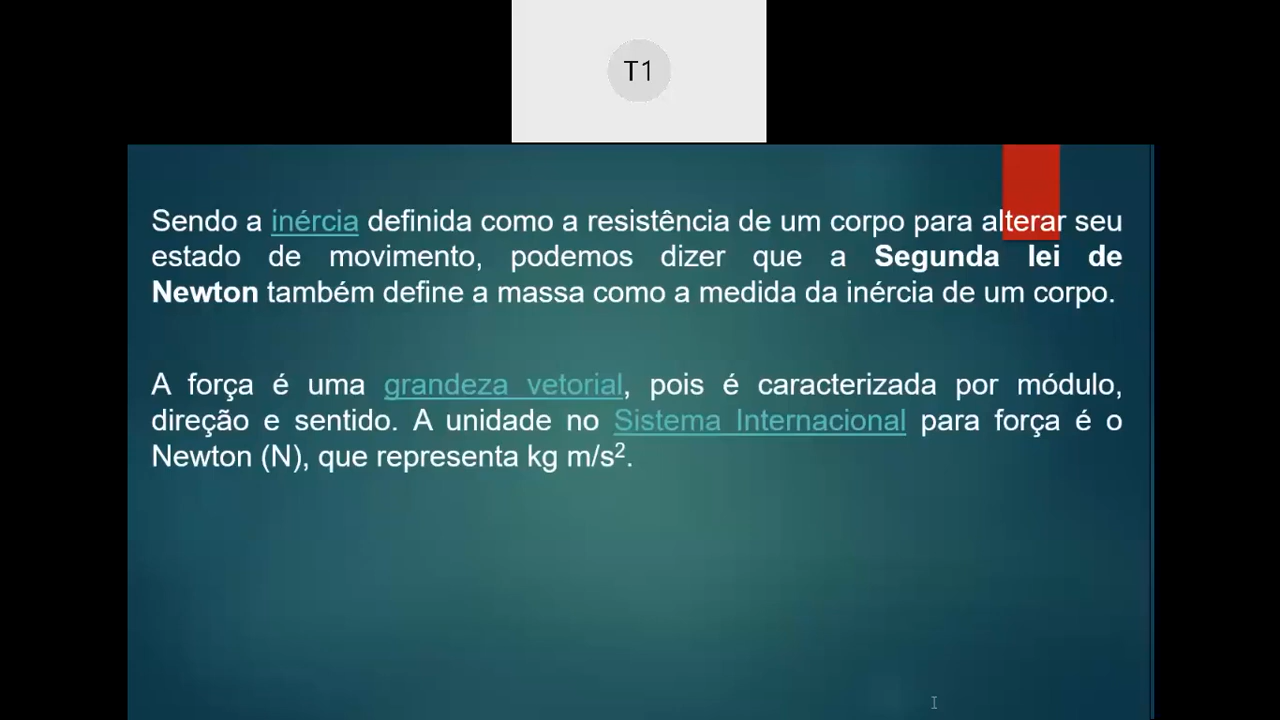 T1
Sendo a inércia definida como a resistência de um corpo para alterar seu
estado de movimento, podemos dizer que a Segunda lei de
Newton também define a massa como a medida da inércia de um corpo.
A força é uma grandeza vetorial, pois é caracterizada por módulo,
direção e sentido. A unidade no Sistema Internacional para força é o
Newton (N), que representa kg m/s².